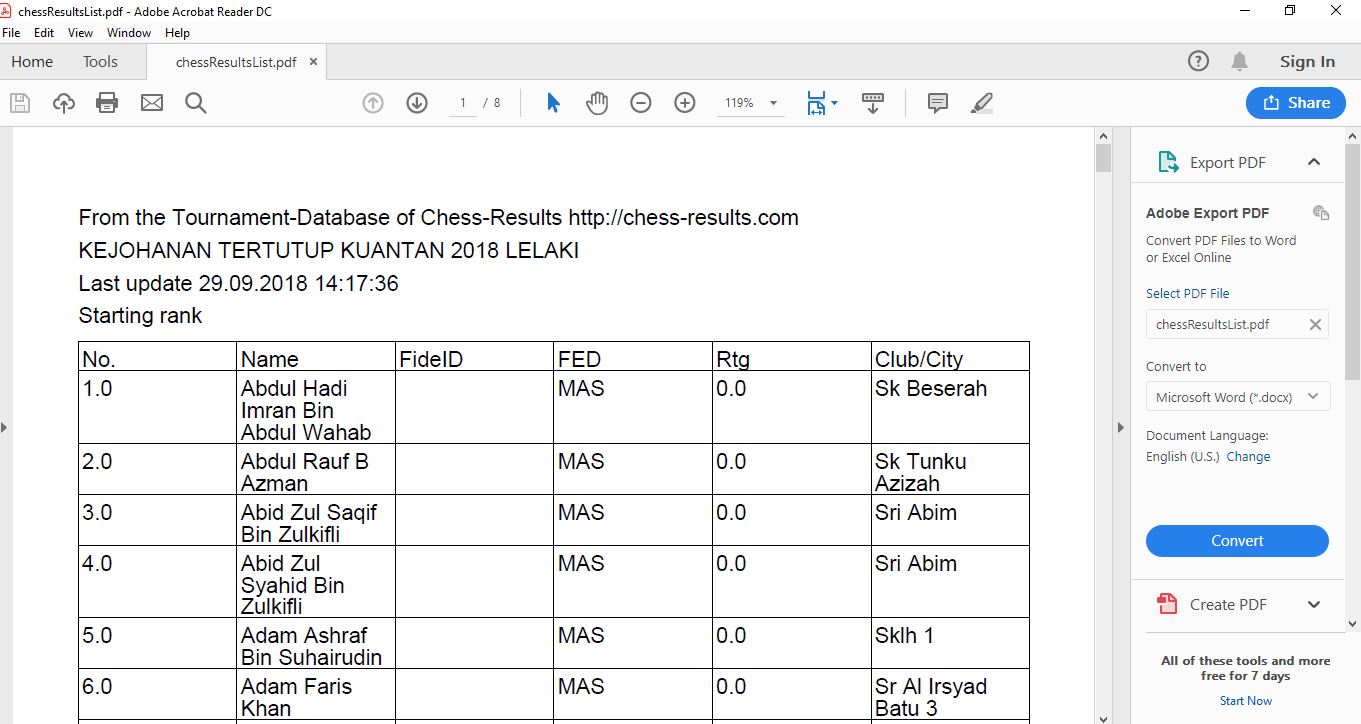 chessResultsList.pdf - Adobe Acrobat Reader DC
File Edit View Window Help
Home Tools chessResultsList.pdf × Sign In
1 / 8 119% Share
From the Tournament-Database of Chess-Results http://chess-results.com
KEJOHANAN TERTUTUP KUANTAN 2018 LELAKI
Last update 29.09.2018 14:17:36
Starting rank
No. Name FideID FED Rtg Club/City
1.0 Abdul Hadi MAS 0.0 Sk Beserah
Imran Bin
Abdul Wahab
2.0 Abdul Rauf B MAS 0.0 Sk Tunku
Azman Azizah
3.0 Abid Zul Saqif MAS 0.0 Sri Abim
Bin Zulkifli
4.0 Abid Zul MAS 0.0 Sri Abim
Syahid Bin
Zulkifli
5.0 Adam Ashraf MAS 0.0 Sklh 1
Bin Suhairudin
6.0 Adam Faris MAS 0.0 Sr Al Irsyad
Khan Batu 3
Export PDF
Adobe Export PDF
Convert PDF Files to Word
or Excel Online
Select PDF File
chessResultsList.pdf
Convert to
Microsoft Word (*.docx)
Document Language:
English (U.S.) Change
Convert
Create PDF
All of these tools and more
free for 7 days
Start Now